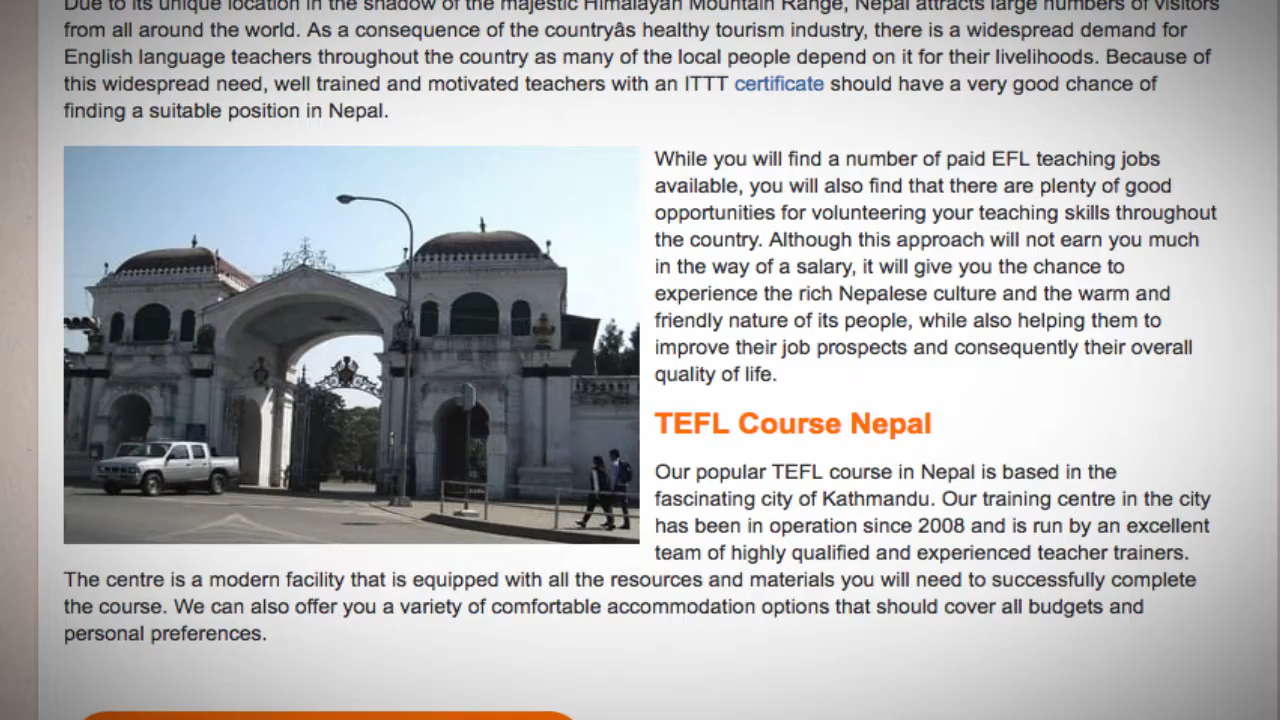 Due to its unique location in the shadow of the majestic Himalayan Mountain Range, Nepal attracts large numbers of visitors
from all around the world. As a consequence of the countryâs healthy tourism industry, there is a widespread demand for
English language teachers throughout the country as many of the local people depend on it for their livelihoods. Because of
this widespread need, well trained and motivated teachers with an ITTT certificate should have a very good chance of
finding a suitable position in Nepal.
While you will find a number of paid EFL teaching jobs
available, you will also find that there are plenty of good
opportunities for volunteering your teaching skills throughout
the country. Although this approach will not earn you much
in the way of a salary, it will give you the chance to
experience the rich Nepalese culture and the warm and
friendly nature of its people, while also helping them to
improve their job prospects and consequently their overall
quality of life.
TEFL Course Nepal
Our popular TEFL course in Nepal is based in the
fascinating city of Kathmandu. Our training centre in the city
has been in operation since 2008 and is run by an excellent
team of highly qualified and experienced teacher trainers.
The centre is a modern facility that is equipped with all the resources and materials you will need to successfully complete
the course. We can also offer you a variety of comfortable accommodation options that should cover all budgets and
personal preferences.